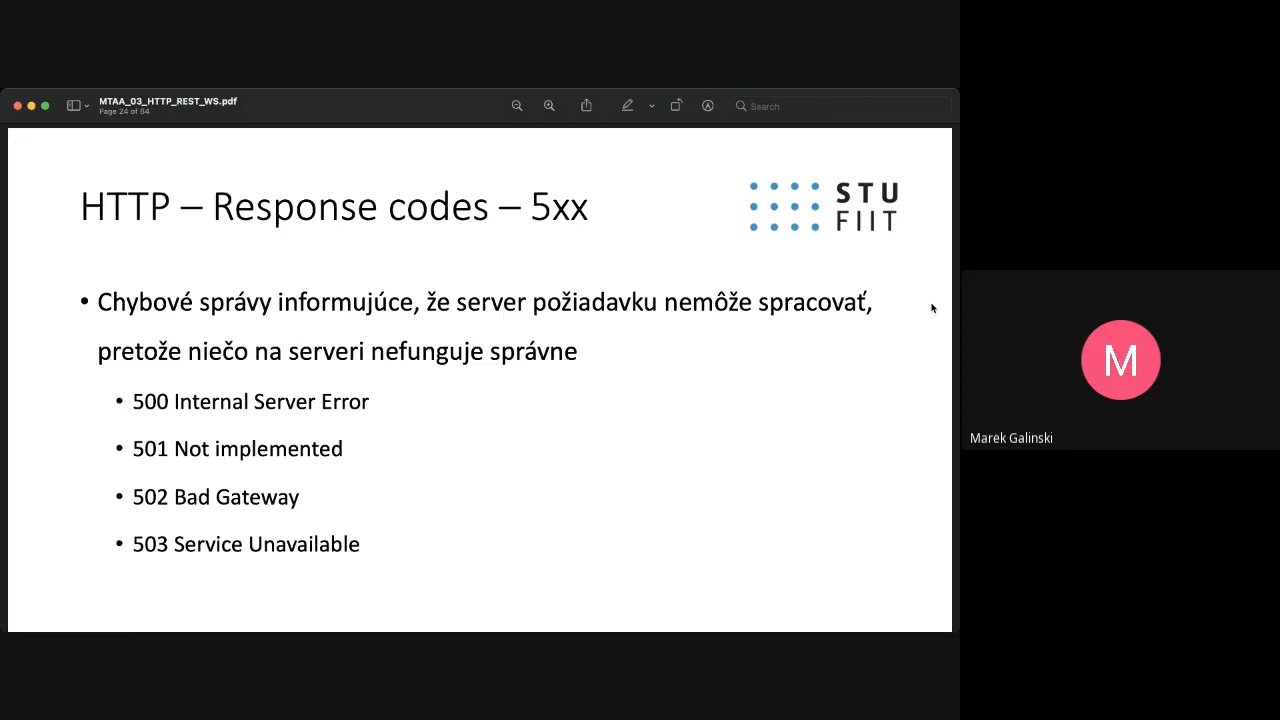 MTAA_03_HTTP_REST_WS.pdf
Page 24 of 64
Search
HTTP – Response codes – 5xx
STU
FIIT
• Chybové správy informujúce, že server požiadavku nemôže spracovať,
pretože niečo na serveri nefunguje správne
• 500 Internal Server Error
• 501 Not implemented
• 502 Bad Gateway
• 503 Service Unavailable
M
Marek Galinski